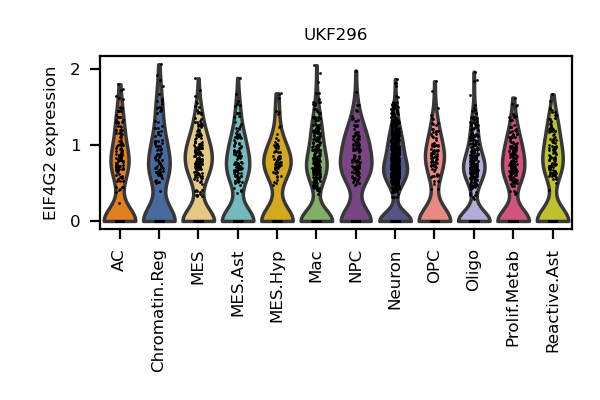 UKF296
EIF4G2 expression
2
1
0
AC
Chromatin.Reg
MES
MES.Ast
MES.Hyp
Mac
NPC
Neuron
OPC
Oligo
Prolif.Metab
Reactive.Ast